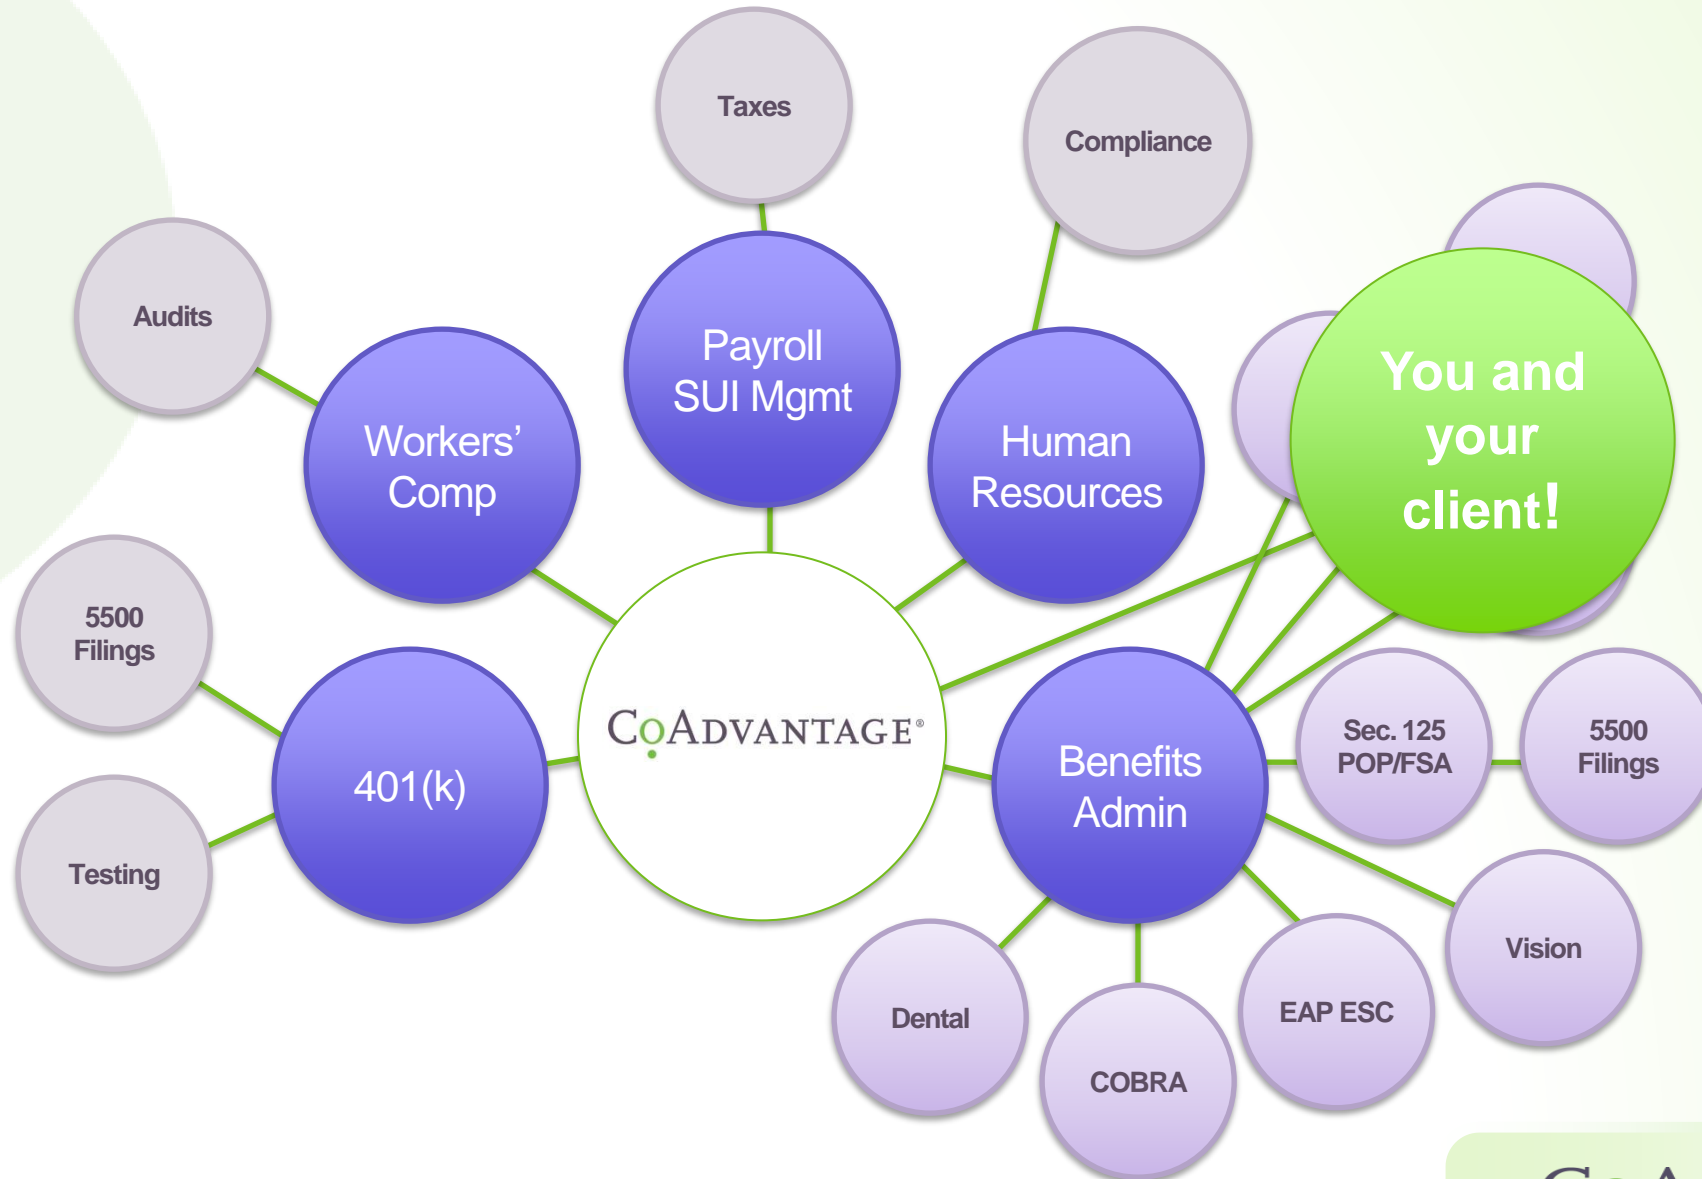 Taxes
Compliance
Audits
Payroll
SUI Mgmt
You and
your
client!
Workers’
Comp
Human
Resources
5500
Filings
COADVANTAGE®
Sec. 125
POP/FSA
5500
Filings
401(k)
Benefits
Admin
Testing
Vision
Dental
EAP ESC
COBRA